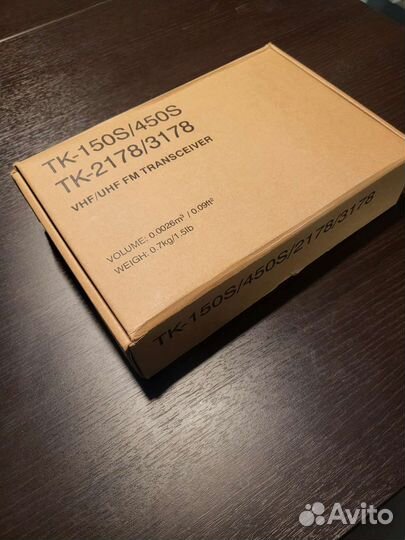 TK-150S/450S
TK-2178/3178
VHF/UHF FM TRANSCEIVER
VOLUME: 0.0026m³ / 0.09ft³
WEIGH: 0.7kg/1.5lb
TK-150S/450S/2178/3178
Avito